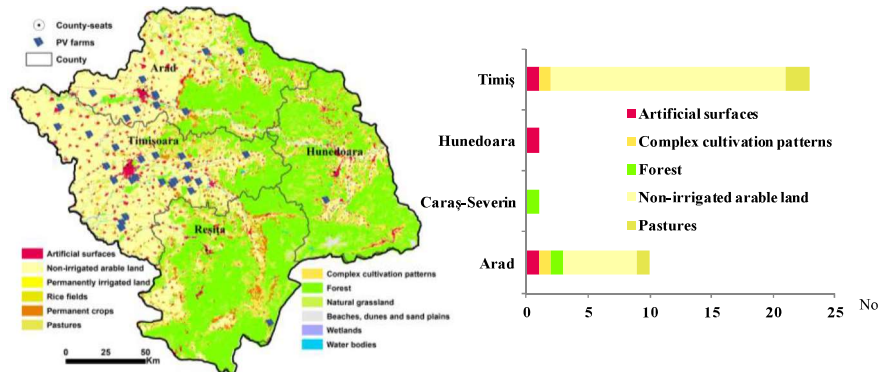 County-seats
PV farms
County
Arad
Timişoara
Hunedoara
Reşiţa
Artificial surfaces
Non-irrigated arable land
Permanently irrigated land
Rice fields
Permanent crops
Pastures
0 25 50
Km
Complex cultivation patterns
Forest
Natural grassland
Beaches, dunes and sand plains
Wetlands
Water bodies
Timiş
Hunedoara
Caraş-Severin
Arad
Artificial surfaces
Complex cultivation patterns
Forest
Non-irrigated arable land
Pastures
0 5 10 15 20 25 No